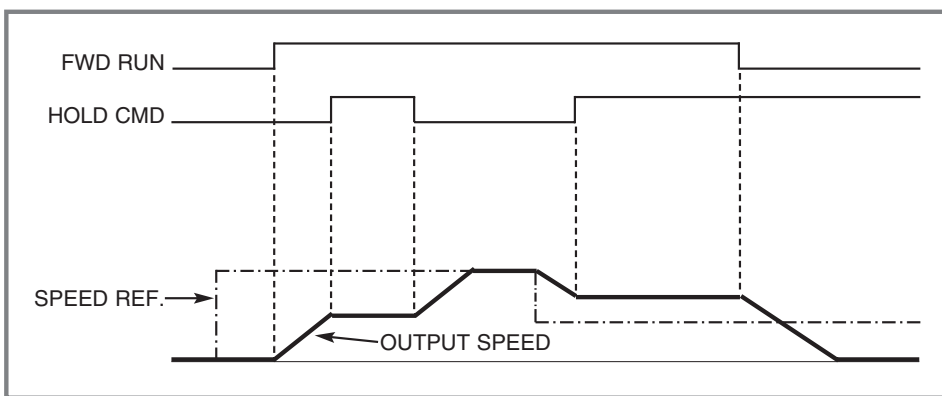 FWD RUN
HOLD CMD
SPEED REF.
OUTPUT SPEED